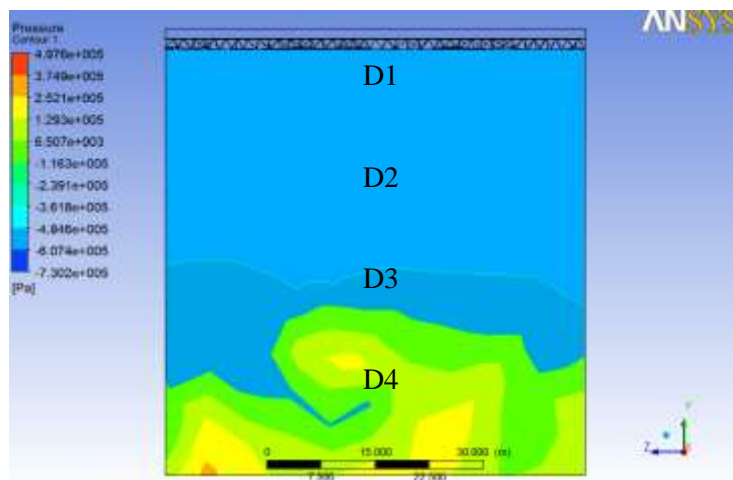 ANSYS
Pressure
Contour 1
4.976e+005
3.749e+005
2.521e+005
1.293e+005
6.507e+003
-1.163e+005
-2.391e+005
-3.618e+005
-4.846e+005
-6.074e+005
-7.302e+005
[Pa]
D1
D2
D3
D4
0 15.000 30.000 (m)
7.500 22.500
Y
Z